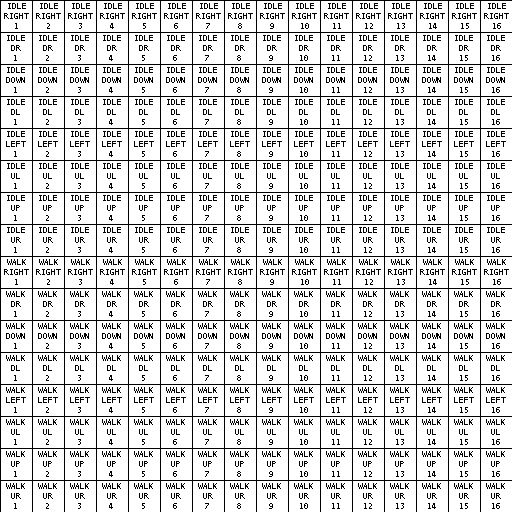 IDLE IDLE IDLE IDLE IDLE IDLE IDLE IDLE IDLE IDLE IDLE IDLE IDLE IDLE IDLE IDLE
RIGHT RIGHT RIGHT RIGHT RIGHT RIGHT RIGHT RIGHT RIGHT RIGHT RIGHT RIGHT RIGHT RIGHT RIGHT RIGHT
1 2 3 4 5 6 7 8 9 10 11 12 13 14 15 16
IDLE IDLE IDLE IDLE IDLE IDLE IDLE IDLE IDLE IDLE IDLE IDLE IDLE IDLE IDLE IDLE
DR DR DR DR DR DR DR DR DR DR DR DR DR DR DR DR
1 2 3 4 5 6 7 8 9 10 11 12 13 14 15 16
IDLE IDLE IDLE IDLE IDLE IDLE IDLE IDLE IDLE IDLE IDLE IDLE IDLE IDLE IDLE IDLE
DOWN DOWN DOWN DOWN DOWN DOWN DOWN DOWN DOWN DOWN DOWN DOWN DOWN DOWN DOWN DOWN
1 2 3 4 5 6 7 8 9 10 11 12 13 14 15 16
IDLE IDLE IDLE IDLE IDLE IDLE IDLE IDLE IDLE IDLE IDLE IDLE IDLE IDLE IDLE IDLE
DL DL DL DL DL DL DL DL DL DL DL DL DL DL DL DL
1 2 3 4 5 6 7 8 9 10 11 12 13 14 15 16
IDLE IDLE IDLE IDLE IDLE IDLE IDLE IDLE IDLE IDLE IDLE IDLE IDLE IDLE IDLE IDLE
LEFT LEFT LEFT LEFT LEFT LEFT LEFT LEFT LEFT LEFT LEFT LEFT LEFT LEFT LEFT LEFT
1 2 3 4 5 6 7 8 9 10 11 12 13 14 15 16
IDLE IDLE IDLE IDLE IDLE IDLE IDLE IDLE IDLE IDLE IDLE IDLE IDLE IDLE IDLE IDLE
UL UL UL UL UL UL UL UL UL UL UL UL UL UL UL UL
1 2 3 4 5 6 7 8 9 10 11 12 13 14 15 16
IDLE IDLE IDLE IDLE IDLE IDLE IDLE IDLE IDLE IDLE IDLE IDLE IDLE IDLE IDLE IDLE
UP UP UP UP UP UP UP UP UP UP UP UP UP UP UP UP
1 2 3 4 5 6 7 8 9 10 11 12 13 14 15 16
IDLE IDLE IDLE IDLE IDLE IDLE IDLE IDLE IDLE IDLE IDLE IDLE IDLE IDLE IDLE IDLE
UR UR UR UR UR UR UR UR UR UR UR UR UR UR UR UR
1 2 3 4 5 6 7 8 9 10 11 12 13 14 15 16
WALK WALK WALK WALK WALK WALK WALK WALK WALK WALK WALK WALK WALK WALK WALK WALK
RIGHT RIGHT RIGHT RIGHT RIGHT RIGHT RIGHT RIGHT RIGHT RIGHT RIGHT RIGHT RIGHT RIGHT RIGHT RIGHT
1 2 3 4 5 6 7 8 9 10 11 12 13 14 15 16
WALK WALK WALK WALK WALK WALK WALK WALK WALK WALK WALK WALK WALK WALK WALK WALK
DR DR DR DR DR DR DR DR DR DR DR DR DR DR DR DR
1 2 3 4 5 6 7 8 9 10 11 12 13 14 15 16
WALK WALK WALK WALK WALK WALK WALK WALK WALK WALK WALK WALK WALK WALK WALK WALK
DOWN DOWN DOWN DOWN DOWN DOWN DOWN DOWN DOWN DOWN DOWN DOWN DOWN DOWN DOWN DOWN
1 2 3 4 5 6 7 8 9 10 11 12 13 14 15 16
WALK WALK WALK WALK WALK WALK WALK WALK WALK WALK WALK WALK WALK WALK WALK WALK
DL DL DL DL DL DL DL DL DL DL DL DL DL DL DL DL
1 2 3 4 5 6 7 8 9 10 11 12 13 14 15 16
WALK WALK WALK WALK WALK WALK WALK WALK WALK WALK WALK WALK WALK WALK WALK WALK
LEFT LEFT LEFT LEFT LEFT LEFT LEFT LEFT LEFT LEFT LEFT LEFT LEFT LEFT LEFT LEFT
1 2 3 4 5 6 7 8 9 10 11 12 13 14 15 16
WALK WALK WALK WALK WALK WALK WALK WALK WALK WALK WALK WALK WALK WALK WALK WALK
UL UL UL UL UL UL UL UL UL UL UL UL UL UL UL UL
1 2 3 4 5 6 7 8 9 10 11 12 13 14 15 16
WALK WALK WALK WALK WALK WALK WALK WALK WALK WALK WALK WALK WALK WALK WALK WALK
UP UP UP UP UP UP UP UP UP UP UP UP UP UP UP UP
1 2 3 4 5 6 7 8 9 10 11 12 13 14 15 16
WALK WALK WALK WALK WALK WALK WALK WALK WALK WALK WALK WALK WALK WALK WALK WALK
UR UR UR UR UR UR UR UR UR UR UR UR UR UR UR UR
1 2 3 4 5 6 7 8 9 10 11 12 13 14 15 16